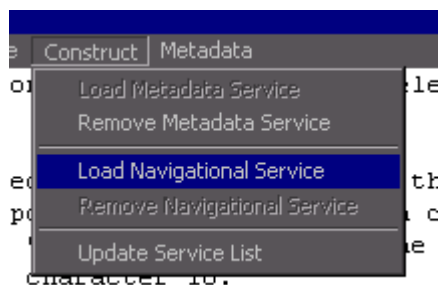 Construct Metadata
Load Metadata Service
Remove Metadata Service
Load Navigational Service
Remove Navigational Service
Update Service List
character 10.